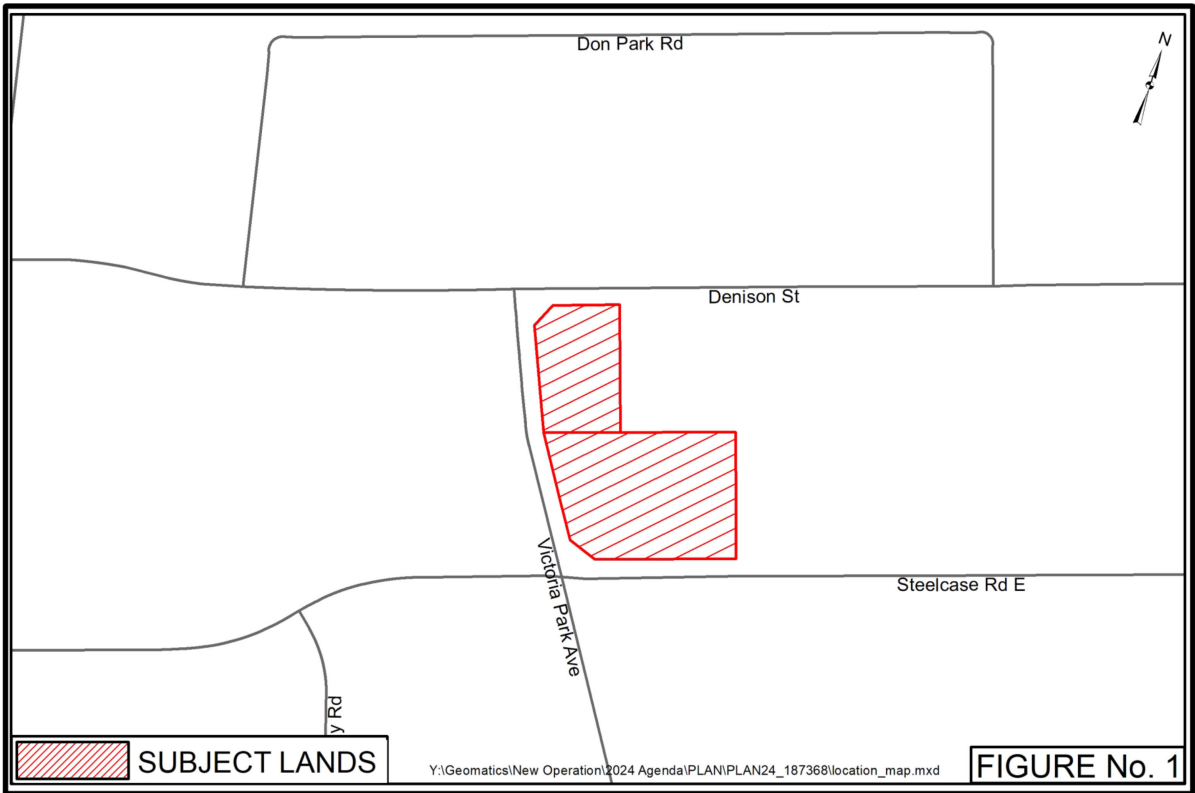 Don Park Rd
N
Denison St
Victoria Park Ave
Steelcase Rd E
y Rd
SUBJECT LANDS
Y:\Geomatics\New Operation\2024 Agenda\PLAN\PLAN24_187368\location_map.mxd
FIGURE No. 1